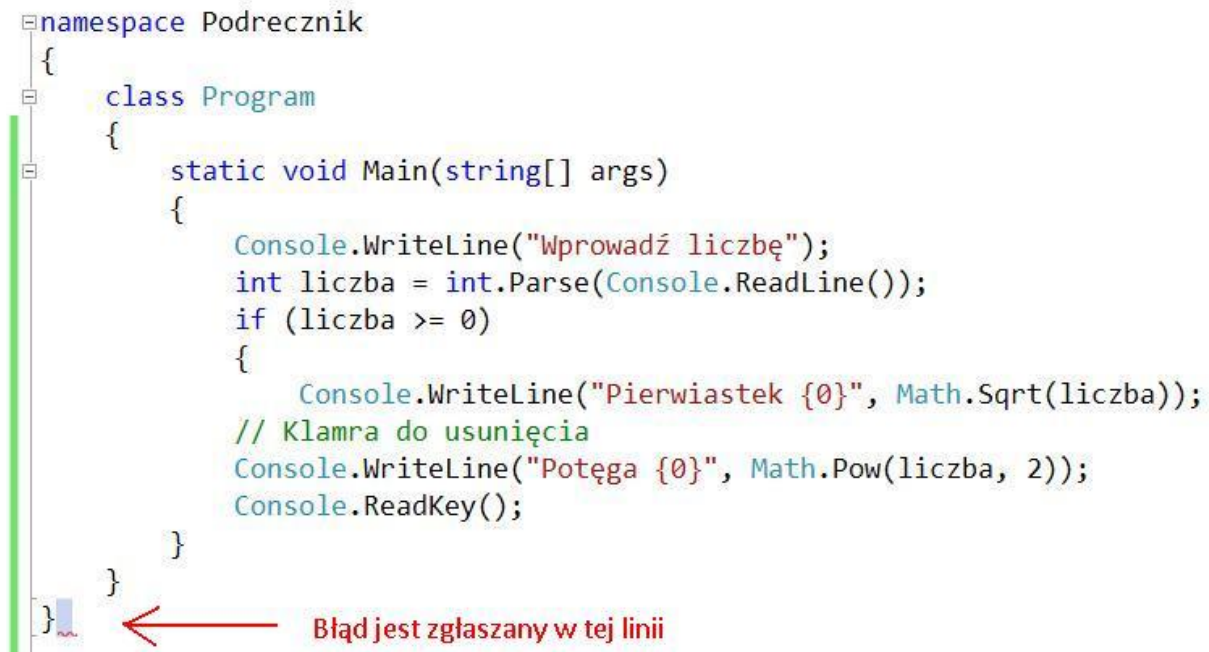 namespace Podrecznik
{
    class Program
    {
        static void Main(string[] args)
        {
            Console.WriteLine("Wprowadź liczbę");
            int liczba = int.Parse(Console.ReadLine());
            if (liczba >= 0)
            {
                Console.WriteLine("Pierwiastek {0}", Math.Sqrt(liczba));
            // Klamra do usunięcia
            Console.WriteLine("Potęga {0}", Math.Pow(liczba, 2));
            Console.ReadKey();
        }
    }
} Błąd jest zgłaszany w tej linii